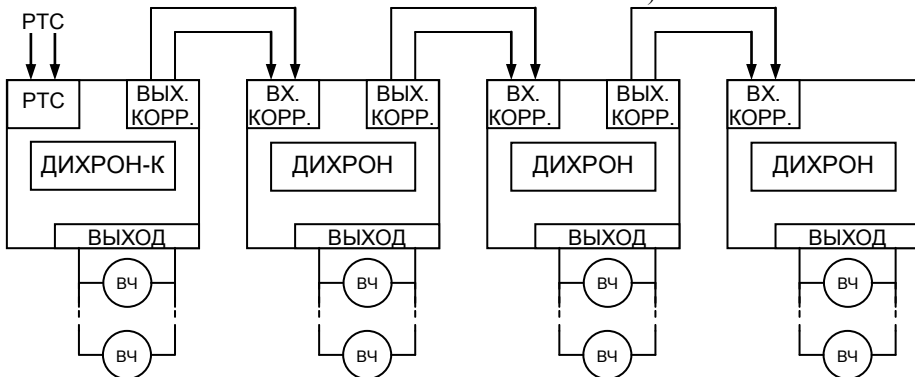 )
РТС
РТС
ВЫХ.
КОРР.
ДИХРОН-К
ВЫХОД
ВЧ
ВЧ
ВХ.
КОРР.
ВЫХ.
КОРР.
ДИХРОН
ВЫХОД
ВЧ
ВЧ
ВХ.
КОРР.
ВЫХ.
КОРР.
ДИХРОН
ВЫХОД
ВЧ
ВЧ
ВХ.
КОРР.
ДИХРОН
ВЫХОД
ВЧ
ВЧ